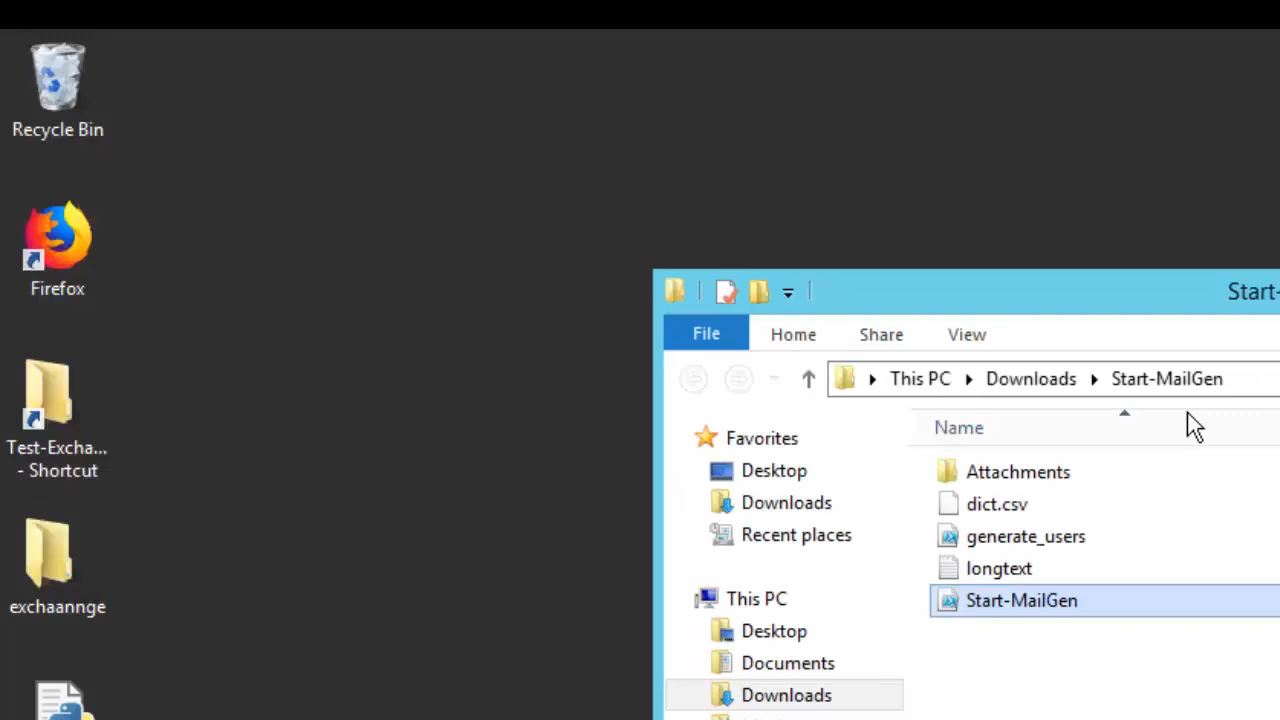 Recycle Bin
Firefox
Test-Excha...
- Shortcut
exchaannge
Start-
File Home Share View
This PC Downloads Start-MailGen
Name
Favorites
Desktop
Downloads
Recent places
This PC
Desktop
Documents
Downloads
Attachments
dict.csv
generate_users
longtext
Start-MailGen